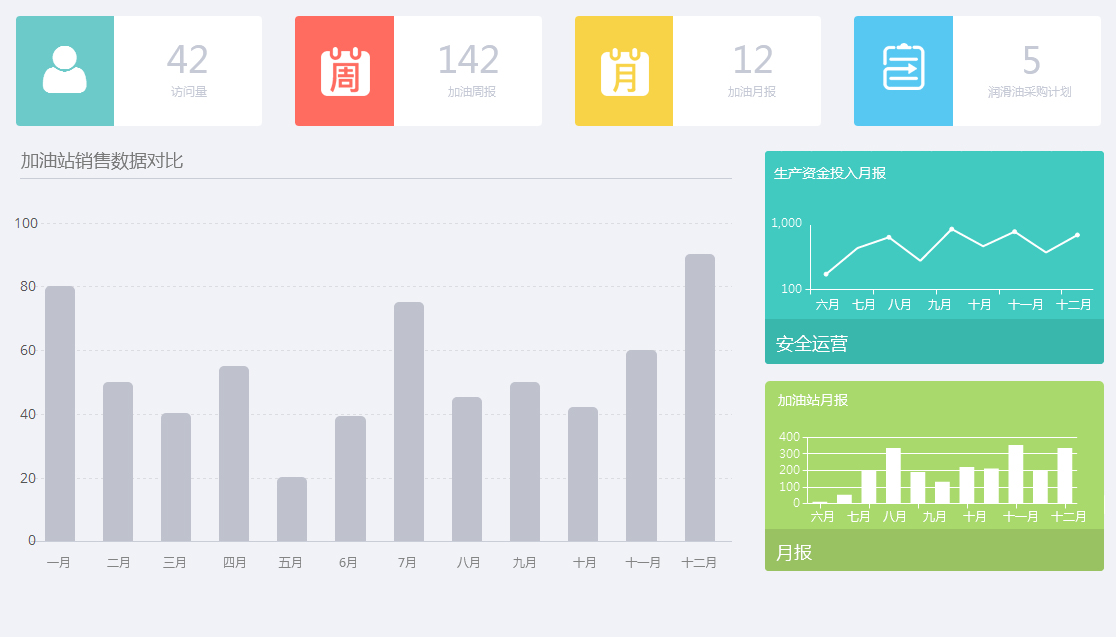 42
访问量
周
142
加油周报
月
12
加油月报
5
润滑油采购计划
加油站销售数据对比
100
80
60
40
20
0
一月 二月 三月 四月 五月 6月 7月 八月 九月 十月 十一月 十二月
生产资金投入月报
1,000
100
六月 七月 八月 九月 十月 十一月 十二月
安全运营
加油站月报
400
300
200
100
0
六月 七月 八月 九月 十月 十一月 十二月
月报